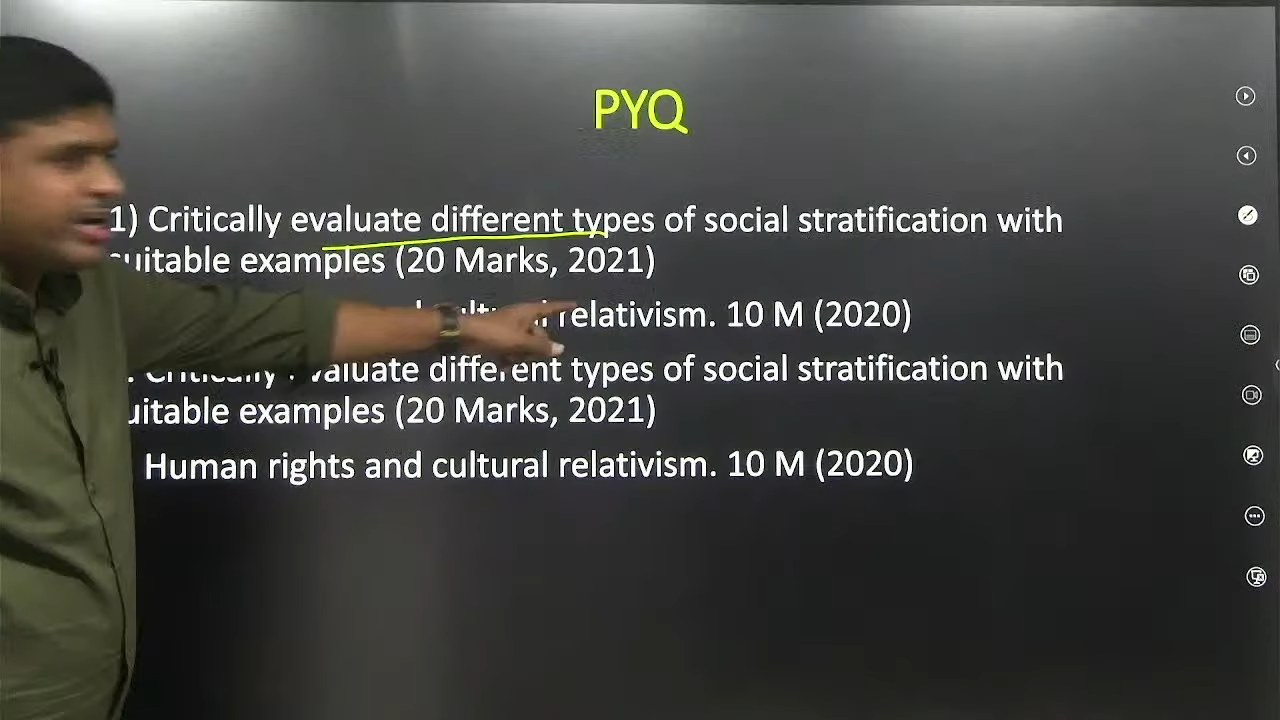 PYQ
1) Critically evaluate different types of social stratification with
suitable examples (20 Marks, 2021)
relativism. 10 M (2020)
Critically evaluate different types of social stratification with
suitable examples (20 Marks, 2021)
Human rights and cultural relativism. 10 M (2020)